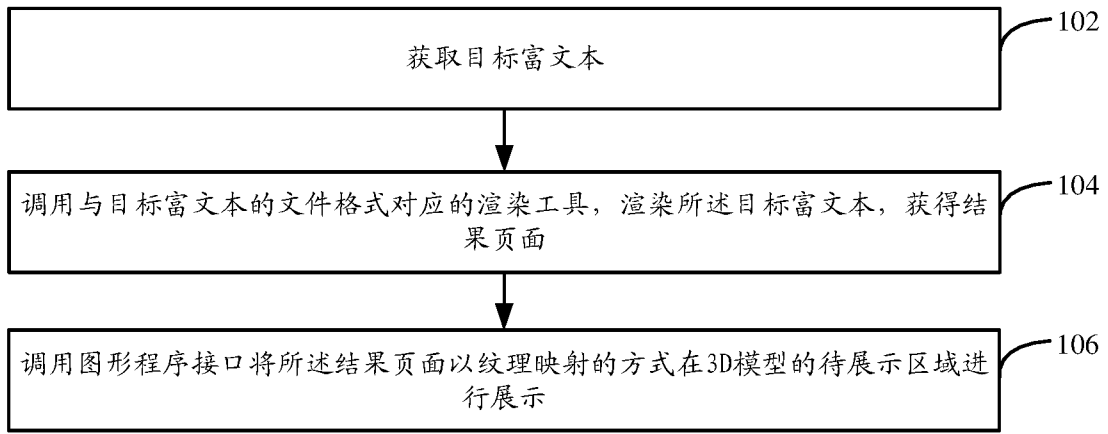 获取目标富文本
102
调用与目标富文本的文件格式对应的渲染工具，渲染所述目标富文本，获得结
果页面
104
调用图形程序接口将所述结果页面以纹理映射的方式在3D模型的待展示区域进
行展示
106